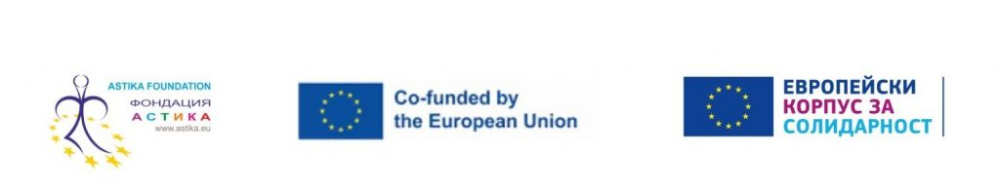 ASTIKA FOUNDATION
ФОНДАЦИЯ
АСТИКА
www.astika.eu
Co-funded by
the European Union
ЕВРОПЕЙСКИ
КОРПУС ЗА
СОЛИДАРНОСТ